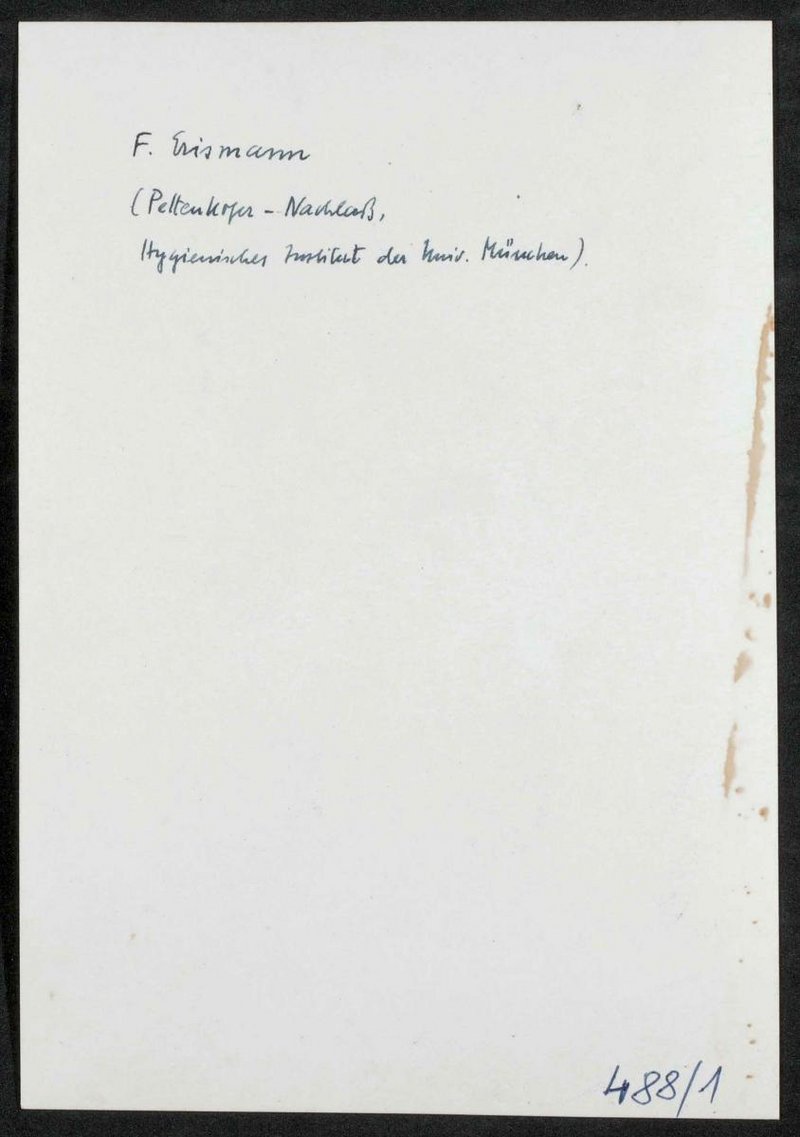 F. Erismann
(Pettenkofer - Nachlaß,
Hygienisches Institut der Univ. München).
488/1